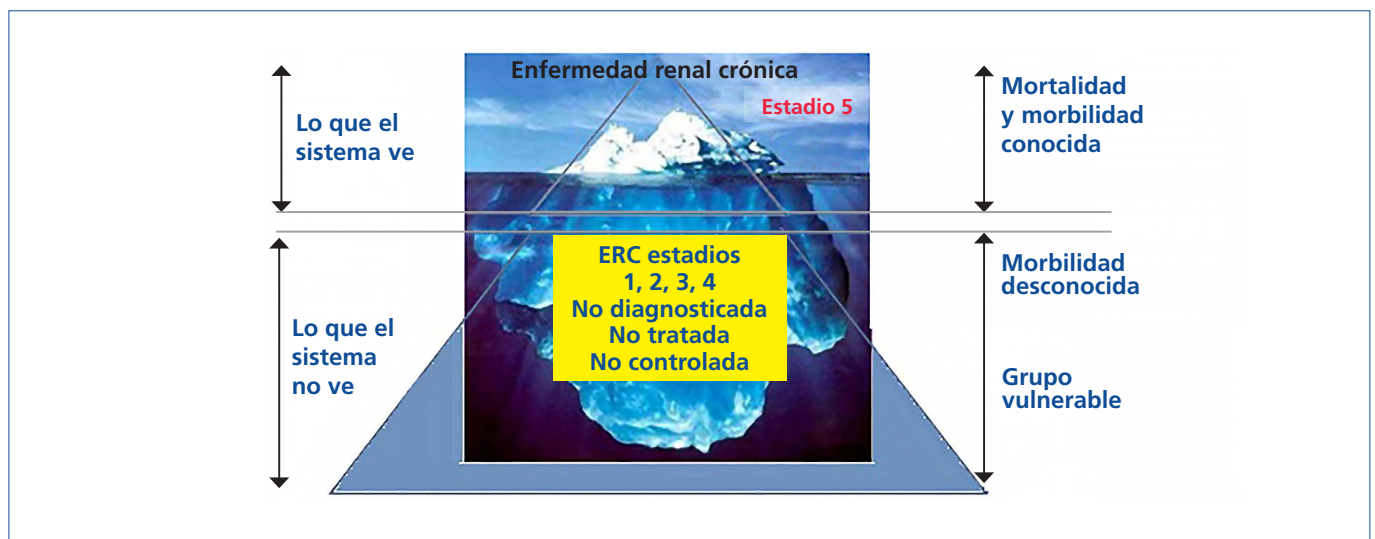 Enfermedad renal crónica
Estadio 5
Lo que el
sistema ve
Mortalidad
y morbilidad
conocida
ERC estadios
1, 2, 3, 4
No diagnosticada
No tratada
No controlada
Lo que el
sistema
no ve
Morbilidad
desconocida
Grupo
vulnerable